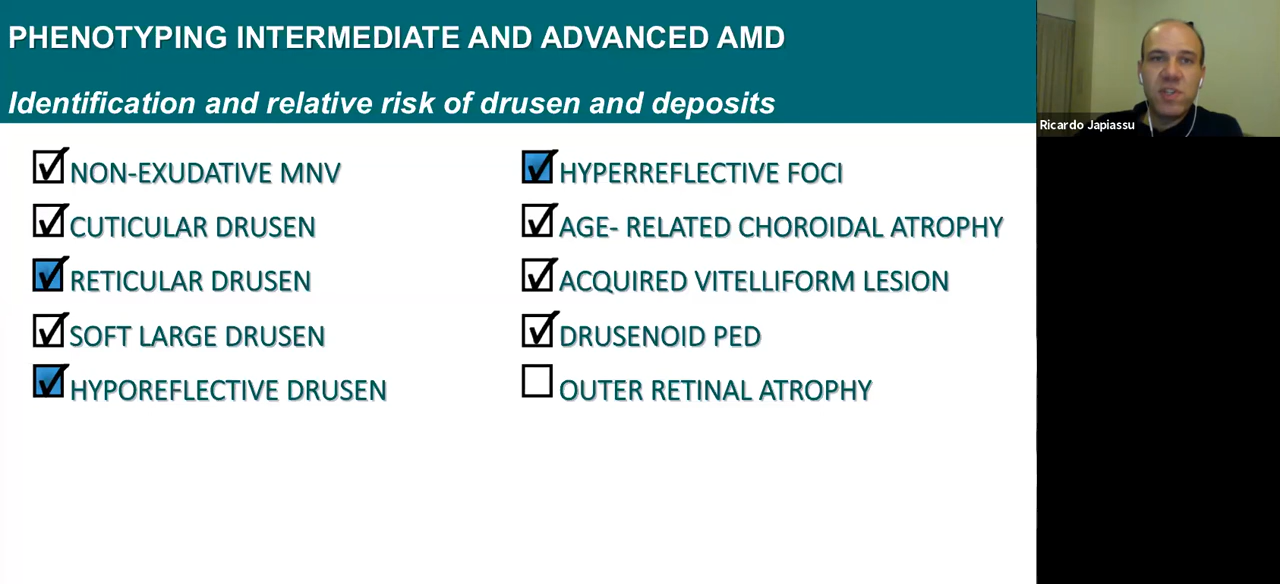 PHENOTYPING INTERMEDIATE AND ADVANCED AMD
Identification and relative risk of drusen and deposits
NON-EXUDATIVE MNV
CUTICULAR DRUSEN
RETICULAR DRUSEN
SOFT LARGE DRUSEN
HYPOREFLECTIVE DRUSEN
HYPERREFLECTIVE FOCI
AGE- RELATED CHOROIDAL ATROPHY
ACQUIRED VITELLIFORM LESION
DRUSENOID PED
OUTER RETINAL ATROPHY
Ricardo Japiassu